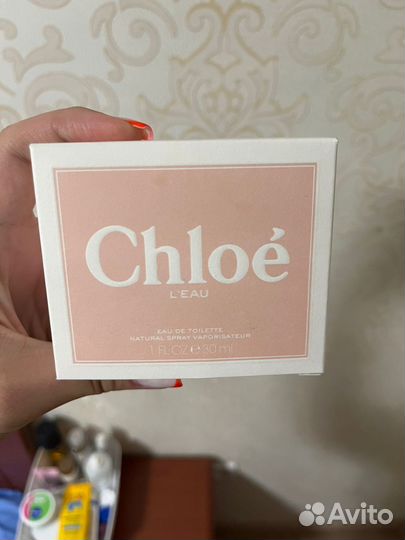 Chloé
L'EAU
EAU DE TOILETTE
NATURAL SPRAY VAPORISATEUR
1 FL.OZ ℮ 30 ml
Avito